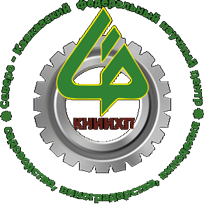 Северо - Кавказский федеральный научный центр
садоводства, виноградарства, виноделия
КНИИХП